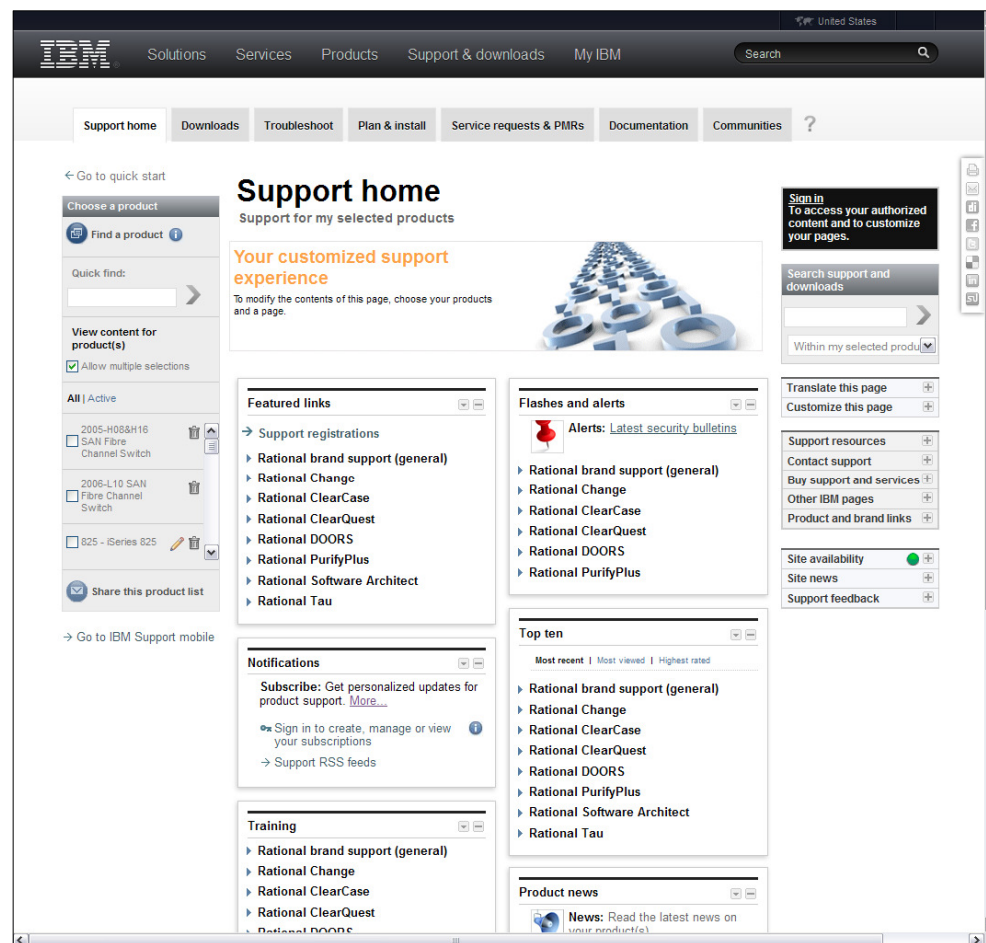 United States
IBM
Solutions Services Products Support & downloads My IBM
Search
Support home Downloads Troubleshoot Plan & install Service requests & PMRs Documentation Communities ?
← Go to quick start
Choose a product
Find a product
Quick find:
View content for
product(s)
Allow multiple selections
All | Active
2005-H08&H16
SAN Fibre
Channel Switch
2006-L10 SAN
Fibre Channel
Switch
825 - iSeries 825
Share this product list
→ Go to IBM Support mobile
Support home
Support for my selected products
Your customized support
experience
To modify the contents of this page, choose your products
and a page.
Featured links
→ Support registrations
Rational brand support (general)
Rational Change
Rational ClearCase
Rational ClearQuest
Rational DOORS
Rational PurifyPlus
Rational Software Architect
Rational Tau
Notifications
Subscribe: Get personalized updates for
product support. More...
Sign in to create, manage or view
your subscriptions
→ Support RSS feeds
Training
Rational brand support (general)
Rational Change
Rational ClearCase
Rational ClearQuest
Rational DOORS
Flashes and alerts
Alerts: Latest security bulletins
Rational brand support (general)
Rational Change
Rational ClearCase
Rational ClearQuest
Rational DOORS
Rational PurifyPlus
Top ten
Most recent | Most viewed | Highest rated
Rational brand support (general)
Rational Change
Rational ClearCase
Rational ClearQuest
Rational DOORS
Rational PurifyPlus
Rational Software Architect
Rational Tau
Product news
News: Read the latest news on
your product(s)
Sign in
To access your authorized
content and to customize
your pages.
Search support and
downloads
Within my selected produ
Translate this page
Customize this page
Support resources
Contact support
Buy support and services
Other IBM pages
Product and brand links
Site availability
Site news
Support feedback